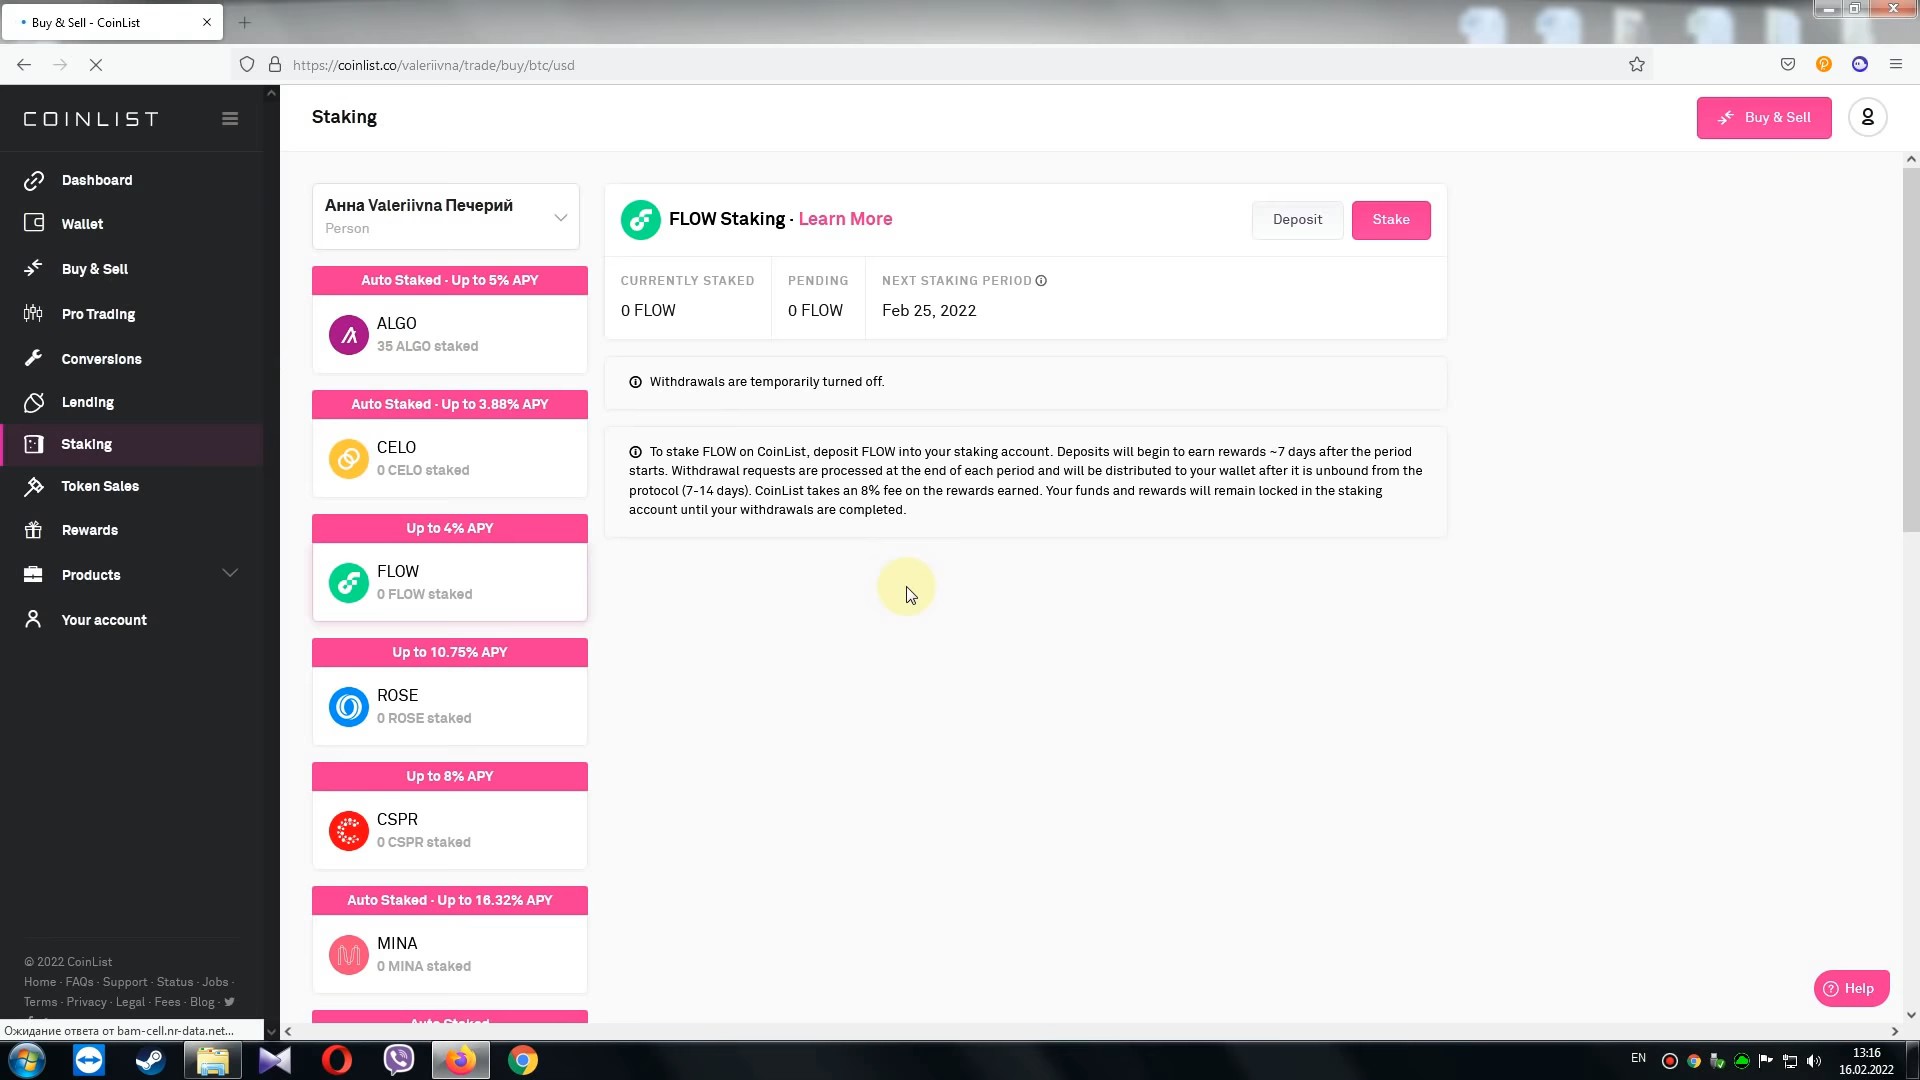 Buy & Sell - CoinList
https://coinlist.co/valeriivna/trade/buy/btc/usd
COINLIST
Dashboard
Wallet
Buy & Sell
Pro Trading
Conversions
Lending
Staking
Token Sales
Rewards
Products
Your account
© 2022 CoinList
Home · FAQs · Support · Status · Jobs ·
Terms · Privacy · Legal · Fees · Blog ·
Ожидание ответа от bam-cell.nr-data.net...
Staking
Buy & Sell
Анна Valeriivna Печерий
Person
Auto Staked - Up to 5% APY
ALGO
35 ALGO staked
Auto Staked - Up to 3.88% APY
CELO
0 CELO staked
Up to 4% APY
FLOW
0 FLOW staked
Up to 10.75% APY
ROSE
0 ROSE staked
Up to 8% APY
CSPR
0 CSPR staked
Auto Staked - Up to 16.32% APY
MINA
0 MINA staked
Auto Staked
FLOW Staking · Learn More
Deposit
Stake
CURRENTLY STAKED
0 FLOW
PENDING
0 FLOW
NEXT STAKING PERIOD
Feb 25, 2022
Withdrawals are temporarily turned off.
To stake FLOW on CoinList, deposit FLOW into your staking account. Deposits will begin to earn rewards ~7 days after the period
starts. Withdrawal requests are processed at the end of each period and will be distributed to your wallet after it is unbound from the
protocol (7-14 days). CoinList takes an 8% fee on the rewards earned. Your funds and rewards will remain locked in the staking
account until your withdrawals are completed.
Help
EN
13:16
16.02.2022